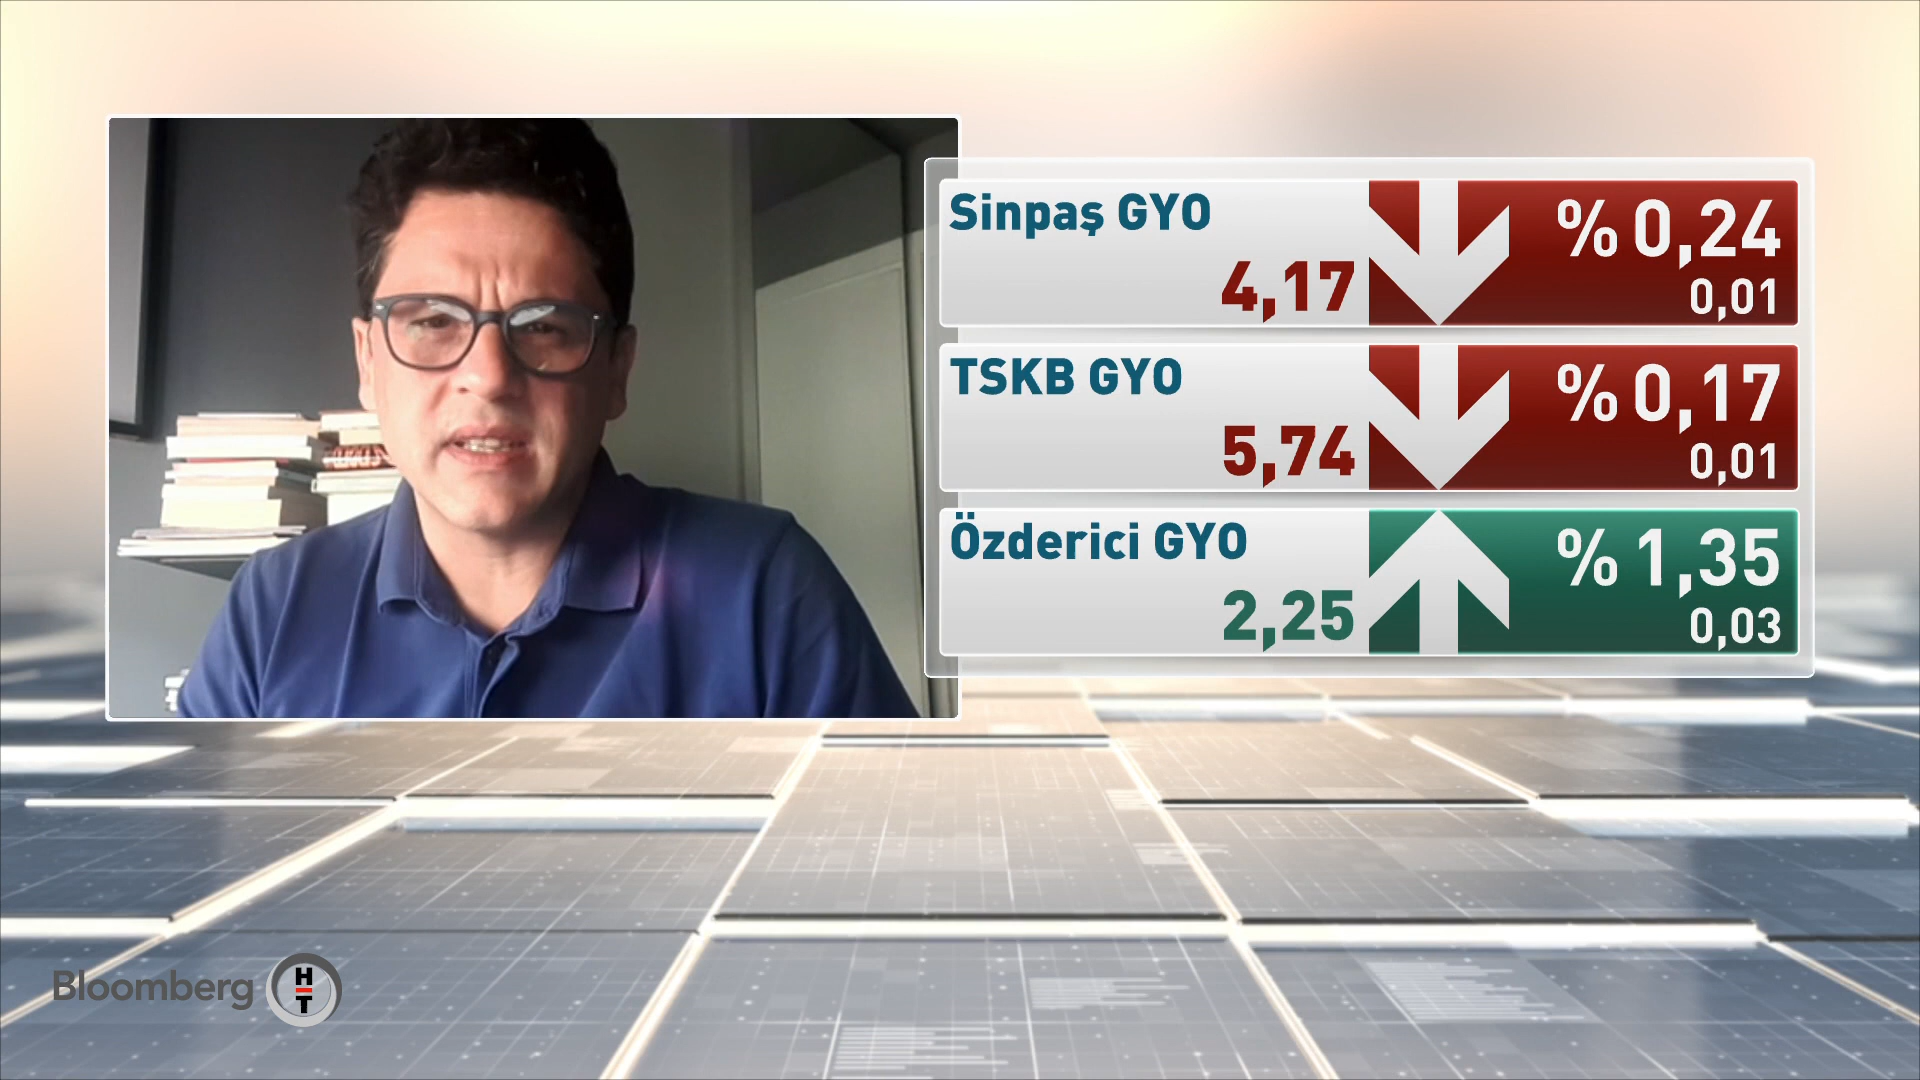 Sinpaş GYO
4,17
% 0,24
0,01
TSKB GYO
5,74
% 0,17
0,01
Özderici GYO
2,25
% 1,35
0,03
Bloomberg HT